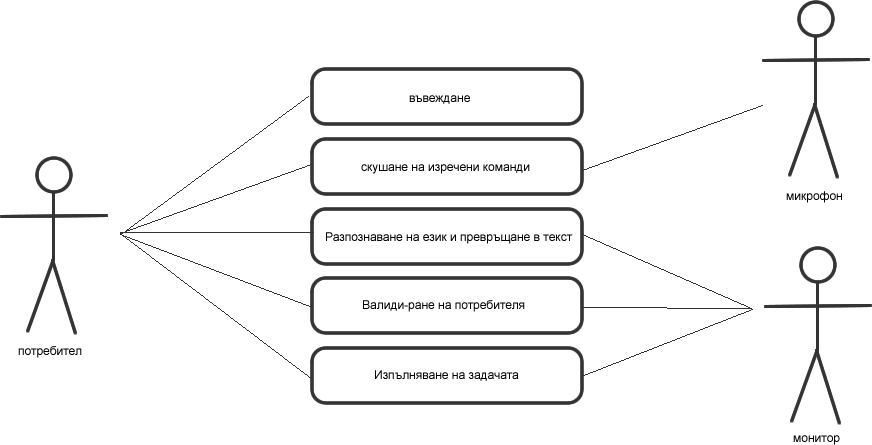 въвеждане
скушане на изречени команди
микрофон
Разпознаване на език и превръщане в текст
Валиди-ране на потребителя
потребител
Изпълняване на задачата
монитор